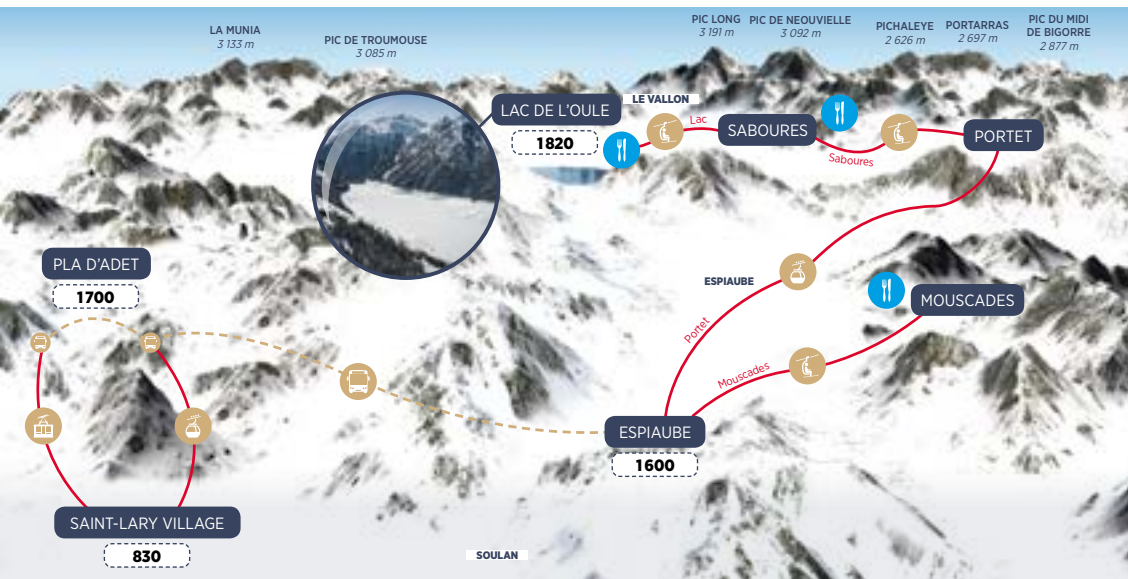 LA MUNIA
3 133 m
PIC DE TROUMOUSE
3 085 m
PIC LONG
3 191 m
PIC DE NEOUVIELLE
3 092 m
PICHALEYE
2 626 m
PORTARRAS
2 697 m
PIC DU MIDI
DE BIGORRE
2 877 m
LAC DE L'OULE
1820
LE VALLON
Lac
SABOURES
Saboures
PORTET
PLA D'ADET
1700
ESPIAUBE
MOUSCADES
Portet
Mouscades
ESPIAUBE
1600
SAINT-LARY VILLAGE
830
SOULAN